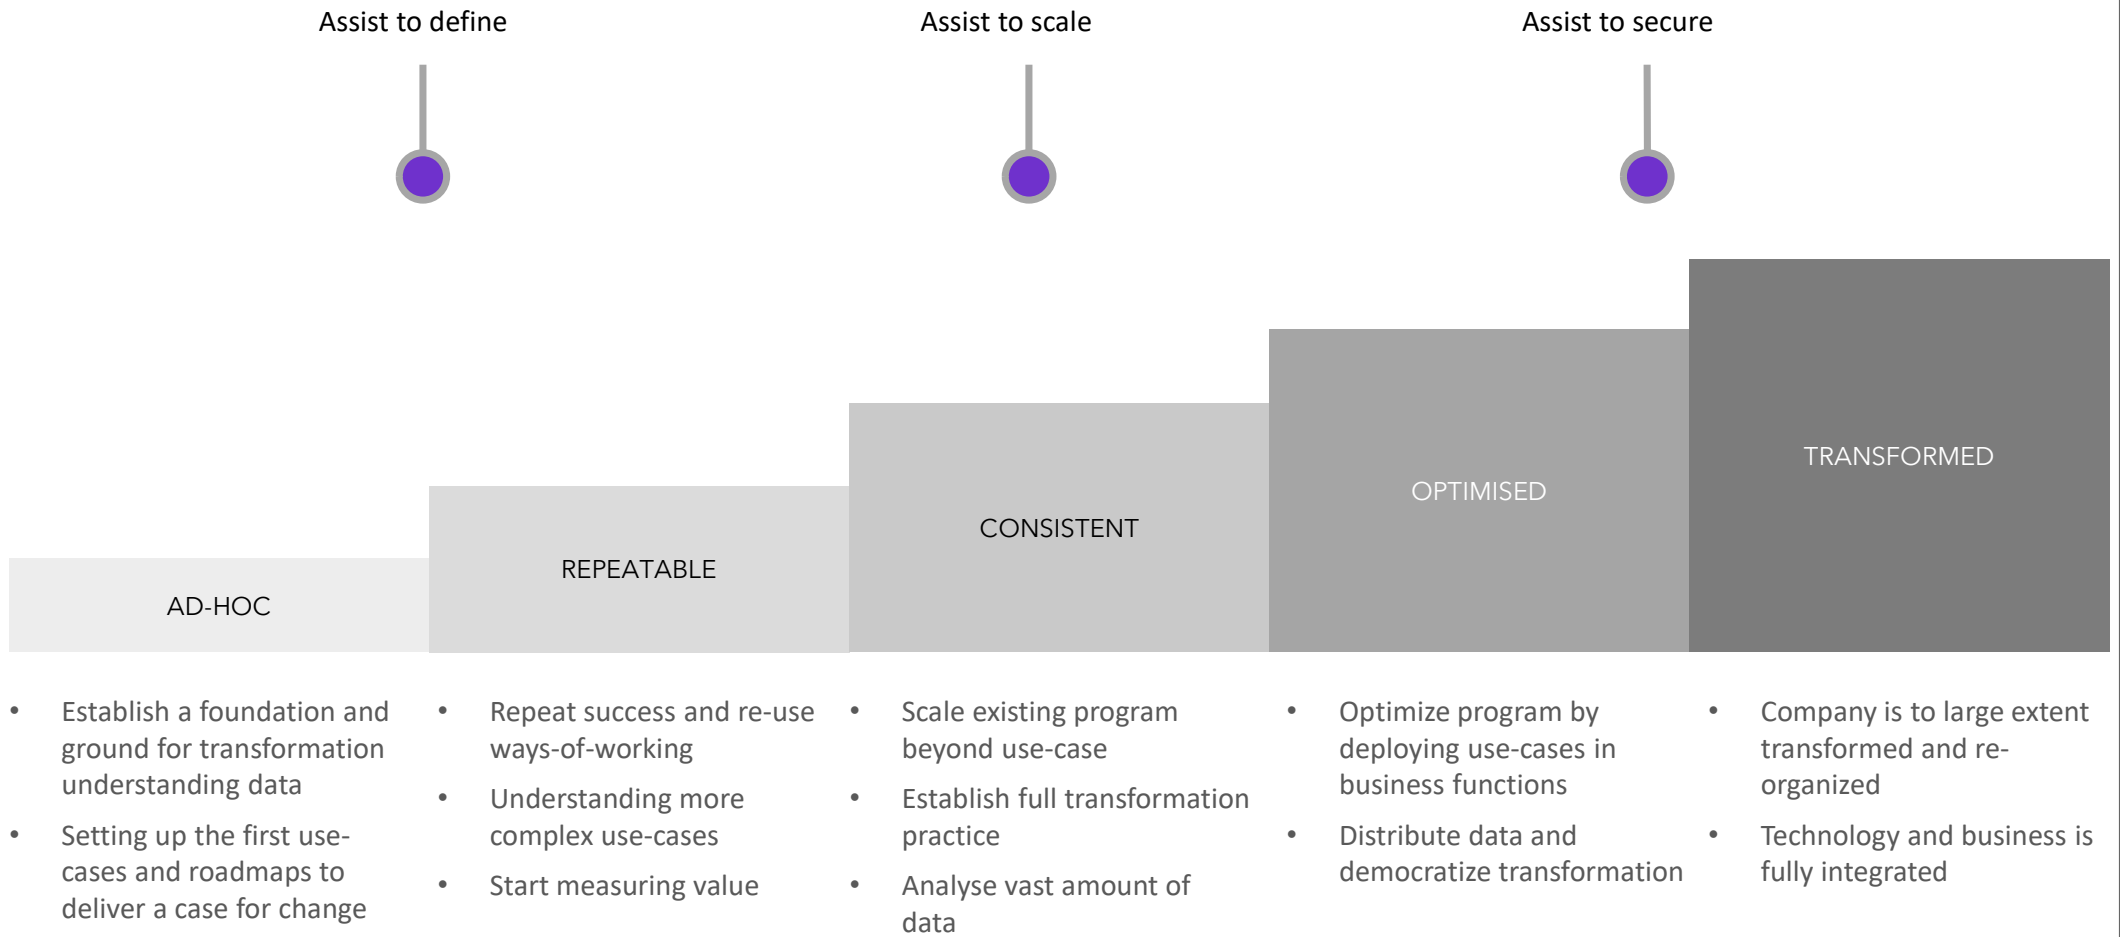 Assist to define
Assist to scale
Assist to secure
TRANSFORMED
OPTIMISED
CONSISTENT
REPEATABLE
AD-HOC
• Establish a foundation and
ground for transformation
understanding data
• Setting up the first use-
cases and roadmaps to
deliver a case for change
• Repeat success and re-use
ways-of-working
• Understanding more
complex use-cases
• Start measuring value
• Scale existing program
beyond use-case
• Establish full transformation
practice
• Analyse vast amount of
data
• Optimize program by
deploying use-cases in
business functions
• Distribute data and
democratize transformation
• Company is to large extent
transformed and re-
organized
• Technology and business is
fully integrated